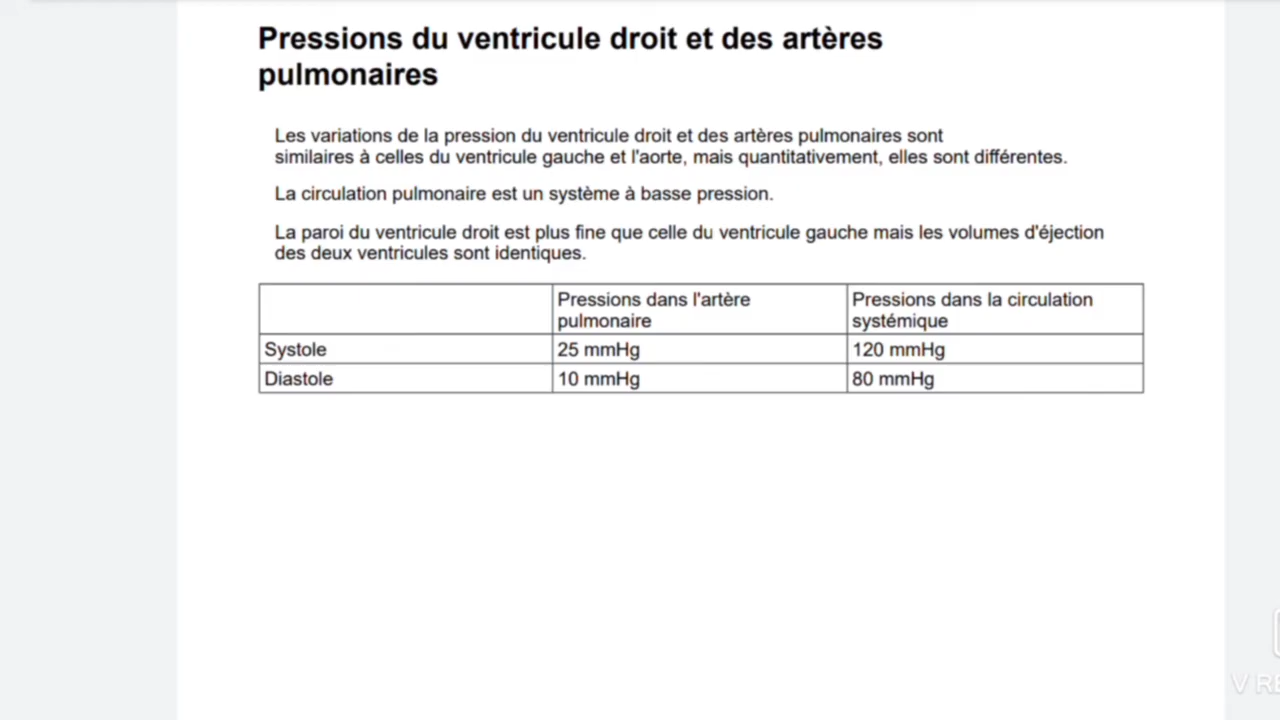 Pressions du ventricule droit et des artères
pulmonaires
Les variations de la pression du ventricule droit et des artères pulmonaires sont
similaires à celles du ventricule gauche et l'aorte, mais quantitativement, elles sont différentes.
La circulation pulmonaire est un système à basse pression.
La paroi du ventricule droit est plus fine que celle du ventricule gauche mais les volumes d'éjection
des deux ventricules sont identiques.
Pressions dans l'artère
pulmonaire
Pressions dans la circulation
systémique
Systole 25 mmHg 120 mmHg
Diastole 10 mmHg 80 mmHg